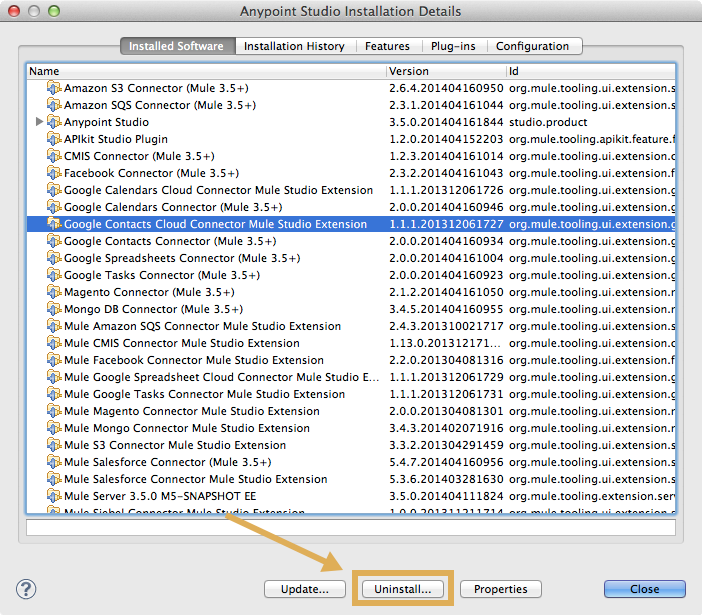 Anypoint Studio Installation Details
Installed Software Installation History Features Plug-ins Configuration
Name Version Id
Amazon S3 Connector (Mule 3.5+) 2.6.4.201404160950 org.mule.tooling.ui.extension.s
Amazon SQS Connector (Mule 3.5+) 2.3.1.201404161044 org.mule.tooling.ui.extension.s
Anypoint Studio 3.5.0.201404161844 studio.product
APIkit Studio Plugin 1.2.0.201404152203 org.mule.tooling.apikit.feature.f
CMIS Connector (Mule 3.5+) 1.2.3.201404161014 org.mule.tooling.ui.extension.c
Facebook Connector (Mule 3.5+) 2.3.2.201404161043 org.mule.tooling.ui.extension.f
Google Calendars Cloud Connector Mule Studio Extension 1.1.1.201312061726 org.mule.tooling.ui.extension.g
Google Calendars Connector (Mule 3.5+) 2.0.0.201404160946 org.mule.tooling.ui.extension.g
Google Contacts Cloud Connector Mule Studio Extension 1.1.1.201312061727 org.mule.tooling.ui.extension.g
Google Contacts Connector (Mule 3.5+) 2.0.0.201404160934 org.mule.tooling.ui.extension.g
Google Spreadsheets Connector (Mule 3.5+) 2.0.0.201404161004 org.mule.tooling.ui.extension.g
Google Tasks Connector (Mule 3.5+) 2.0.0.201404160923 org.mule.tooling.ui.extension.g
Magento Connector (Mule 3.5+) 2.1.2.201404161050 org.mule.tooling.ui.extension.m
Mongo DB Connector (Mule 3.5+) 3.4.5.201404160955 org.mule.tooling.ui.extension.m
Mule Amazon SQS Connector Mule Studio Extension 2.4.3.201310021717 org.mule.tooling.ui.extension.s
Mule CMIS Connector Mule Studio Extension 1.13.0.201312171... org.mule.tooling.ui.extension.c
Mule Facebook Connector Mule Studio Extension 2.2.0.201304081316 org.mule.tooling.ui.extension.f
Mule Google Spreadsheet Cloud Connector Mule Studio E... 1.1.1.201312061729 org.mule.tooling.ui.extension.g
Mule Google Tasks Connector Mule Studio Extension 1.1.1.201312061731 org.mule.tooling.ui.extension.g
Mule Magento Connector Mule Studio Extension 2.0.0.201304081301 org.mule.tooling.ui.extension.m
Mule Mongo Connector Mule Studio Extension 3.4.3.201402071916 org.mule.tooling.ui.extension.m
Mule S3 Connector Mule Studio Extension 3.3.2.201304291459 org.mule.tooling.ui.extension.s
Mule Salesforce Connector (Mule 3.5+) 5.4.7.201404160956 org.mule.tooling.ui.extension.s
Mule Salesforce Connector Mule Studio Extension 5.3.6.201403281630 org.mule.tooling.ui.extension.s
Mule Server 3.5.0 M5-SNAPSHOT EE 3.5.0.201404111824 org.mule.tooling.extension.serv
Mule Siebel Connector Mule Studio Extension 1.0.0.201311211714 org.mule.tooling.ui.extension.s
? Update... Uninstall... Properties Close